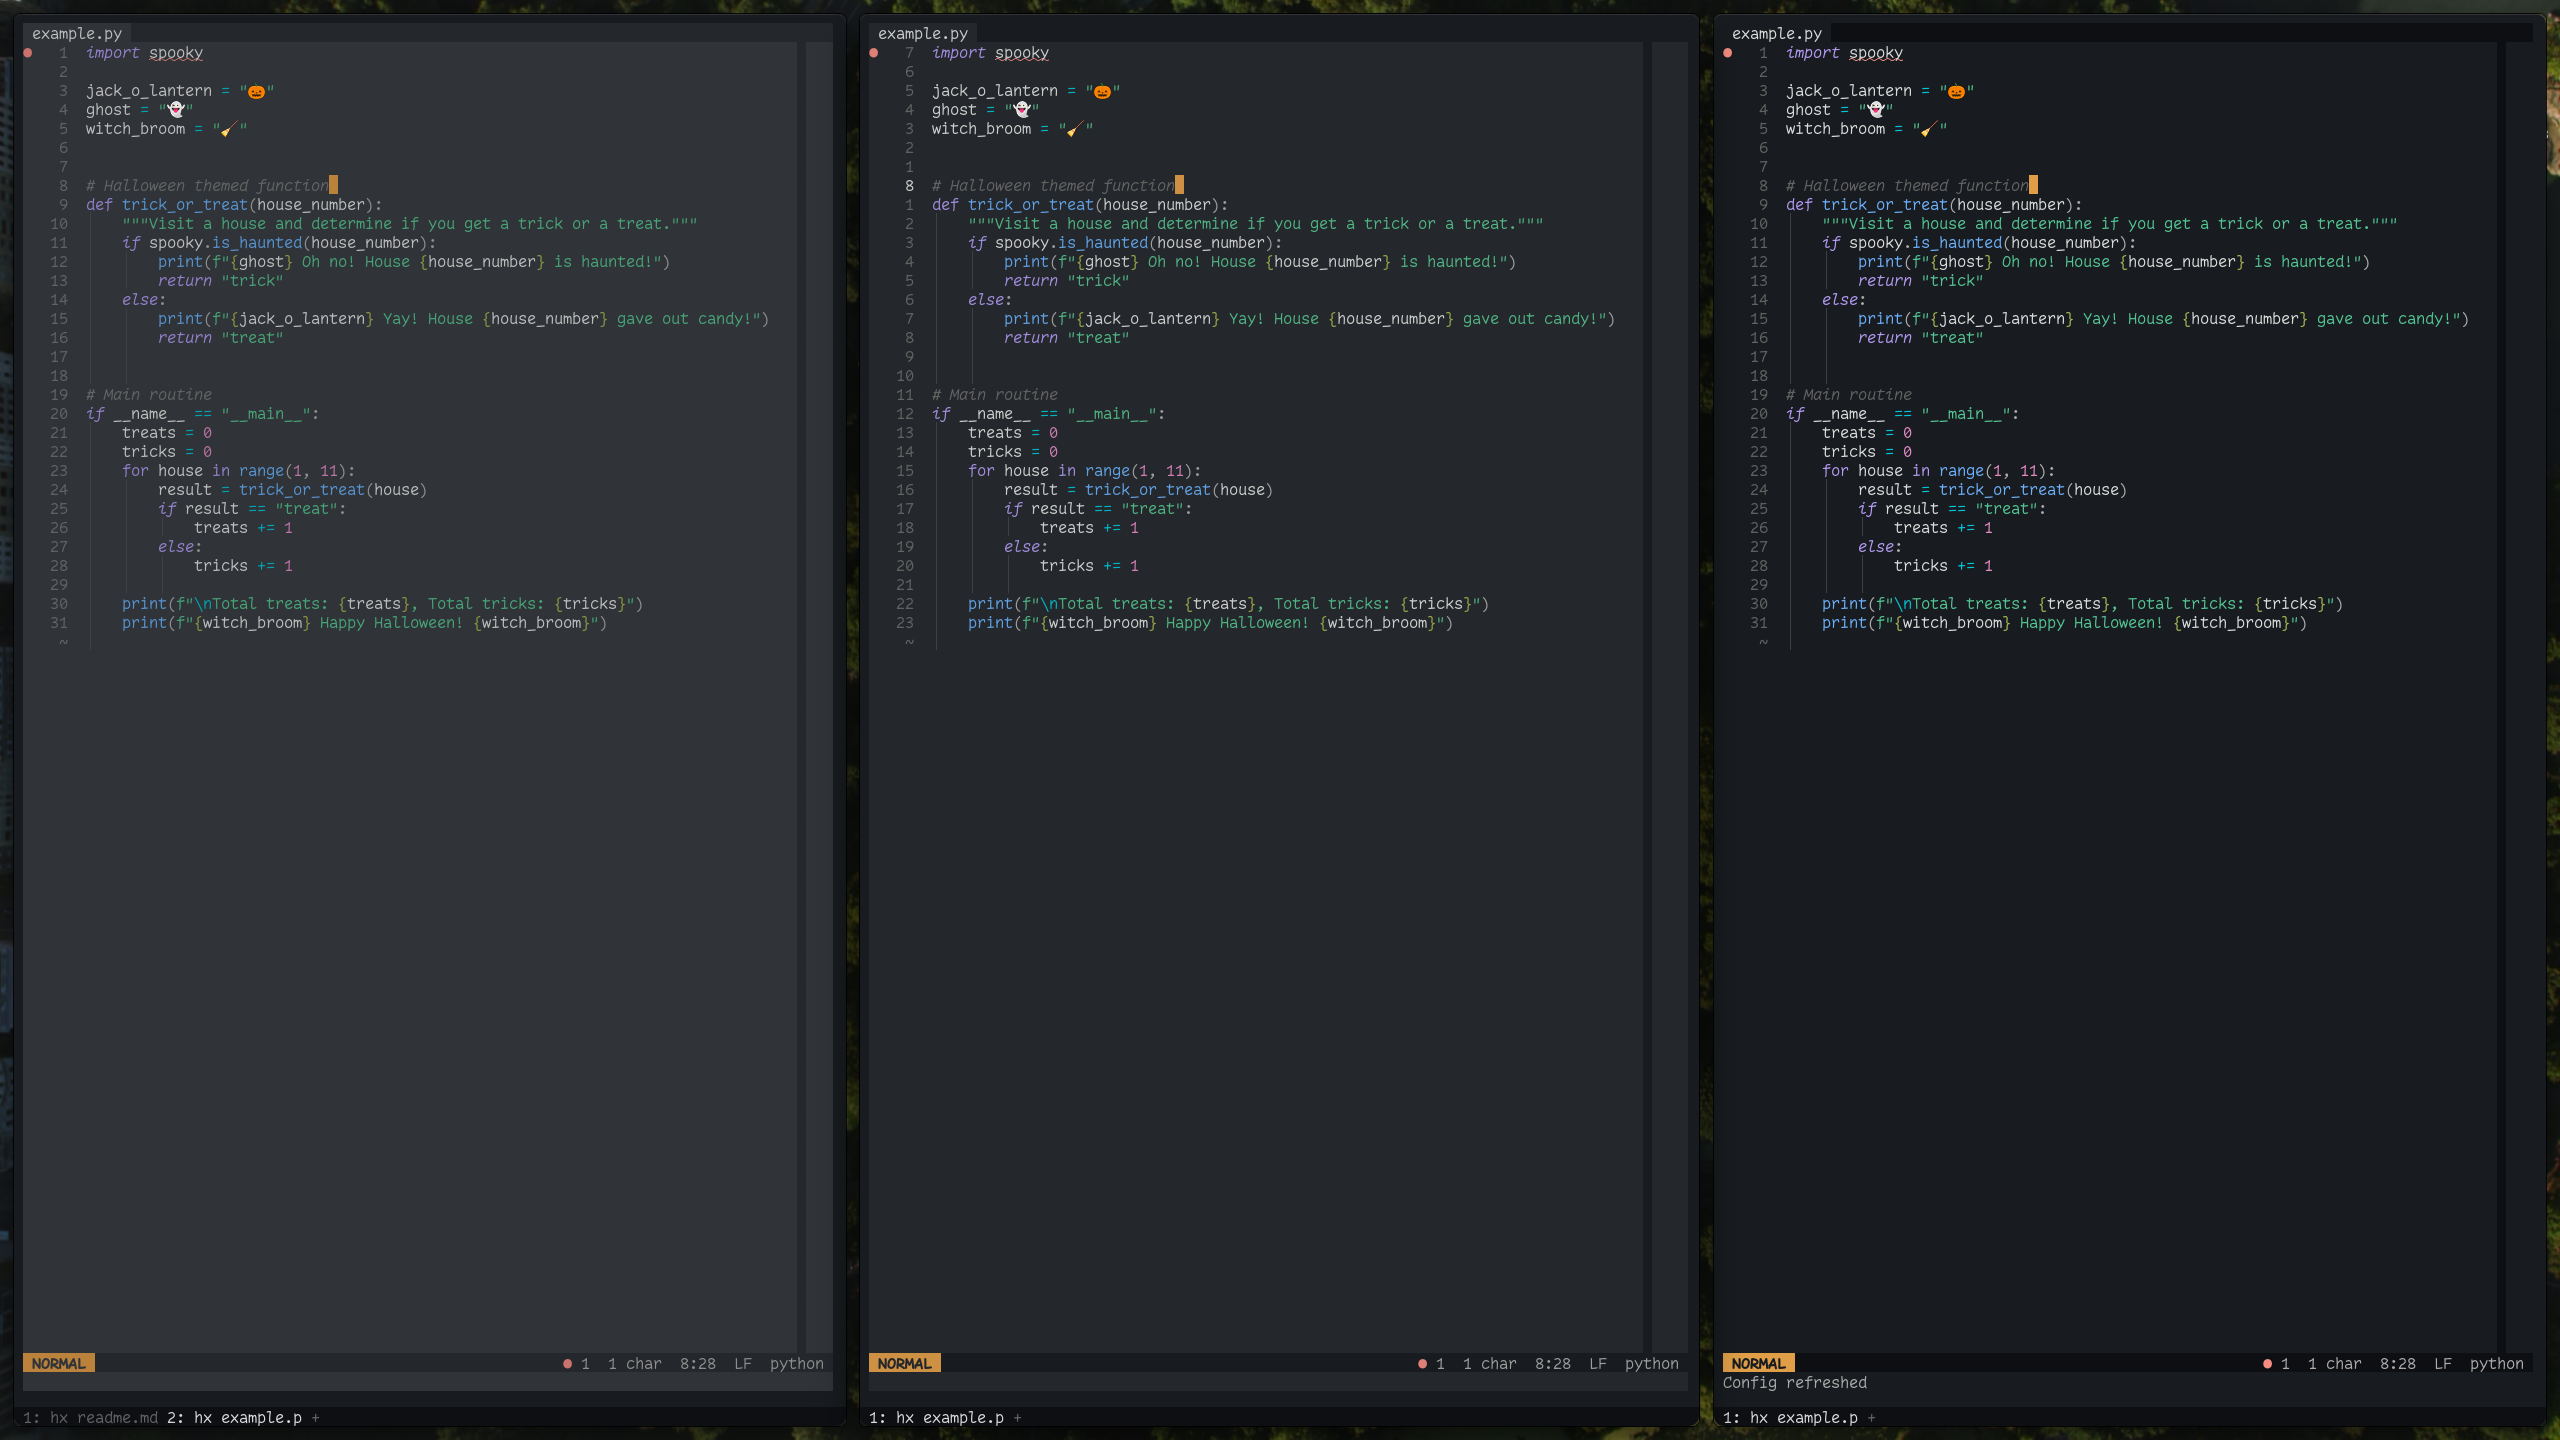 example.py
1 import spooky
2
3 jack_o_lantern = "🎃"
4 ghost = "👻"
5 witch_broom = "🧹"
6
7
8 # Halloween themed function
9 def trick_or_treat(house_number):
10 """Visit a house and determine if you get a trick or a treat."""
11 if spooky.is_haunted(house_number):
12 print(f"{ghost} Oh no! House {house_number} is haunted!")
13 return "trick"
14 else:
15 print(f"{jack_o_lantern} Yay! House {house_number} gave out candy!")
16 return "treat"
17
18
19 # Main routine
20 if __name__ == "__main__":
21 treats = 0
22 tricks = 0
23 for house in range(1, 11):
24 result = trick_or_treat(house)
25 if result == "treat":
26 treats += 1
27 else:
28 tricks += 1
29
30 print(f"\nTotal treats: {treats}, Total tricks: {tricks}")
31 print(f"{witch_broom} Happy Halloween! {witch_broom}")
~
NORMAL ● 1 1 char 8:28 LF python
1: hx readme.md 2: hx example.p +
example.py
7 import spooky
6
5 jack_o_lantern = "🎃"
4 ghost = "👻"
3 witch_broom = "🧹"
2
1
8 # Halloween themed function
1 def trick_or_treat(house_number):
2 """Visit a house and determine if you get a trick or a treat."""
3 if spooky.is_haunted(house_number):
4 print(f"{ghost} Oh no! House {house_number} is haunted!")
5 return "trick"
6 else:
7 print(f"{jack_o_lantern} Yay! House {house_number} gave out candy!")
8 return "treat"
9
10
11 # Main routine
12 if __name__ == "__main__":
13 treats = 0
14 tricks = 0
15 for house in range(1, 11):
16 result = trick_or_treat(house)
17 if result == "treat":
18 treats += 1
19 else:
20 tricks += 1
21
22 print(f"\nTotal treats: {treats}, Total tricks: {tricks}")
23 print(f"{witch_broom} Happy Halloween! {witch_broom}")
~
NORMAL ● 1 1 char 8:28 LF python
1: hx example.p +
example.py
1 import spooky
2
3 jack_o_lantern = "🎃"
4 ghost = "👻"
5 witch_broom = "🧹"
6
7
8 # Halloween themed function
9 def trick_or_treat(house_number):
10 """Visit a house and determine if you get a trick or a treat."""
11 if spooky.is_haunted(house_number):
12 print(f"{ghost} Oh no! House {house_number} is haunted!")
13 return "trick"
14 else:
15 print(f"{jack_o_lantern} Yay! House {house_number} gave out candy!")
16 return "treat"
17
18
19 # Main routine
20 if __name__ == "__main__":
21 treats = 0
22 tricks = 0
23 for house in range(1, 11):
24 result = trick_or_treat(house)
25 if result == "treat":
26 treats += 1
27 else:
28 tricks += 1
29
30 print(f"\nTotal treats: {treats}, Total tricks: {tricks}")
31 print(f"{witch_broom} Happy Halloween! {witch_broom}")
~
NORMAL ● 1 1 char 8:28 LF python
Config refreshed
1: hx example.p +